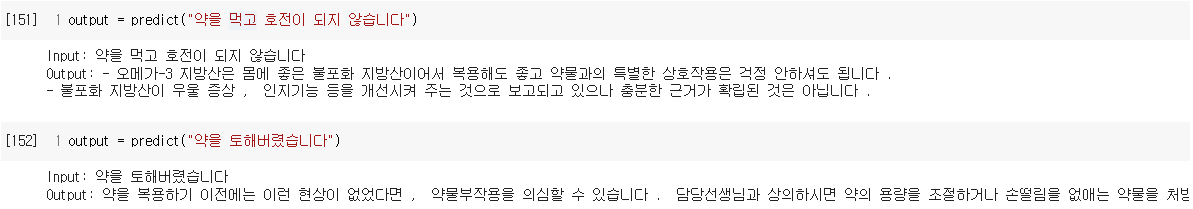 [151] 1 output = predict("약을 먹고 호전이 되지 않습니다")
Input: 약을 먹고 호전이 되지 않습니다
Output: - 오메가-3 지방산은 몸에 좋은 불포화 지방산이어서 복용해도 좋고 약물과의 특별한 상호작용은 걱정 안하셔도 됩니다 .
- 불포화 지방산이 우울 증상 , 인지기능 등을 개선시켜 주는 것으로 보고되고 있으나 충분한 근거가 확립된 것은 아닙니다 .
[152] 1 output = predict("약을 토해버렸습니다")
Input: 약을 토해버렸습니다
Output: 약을 복용하기 이전에는 이런 현상이 없었다면 , 약물부작용을 의심할 수 있습니다 . 담당선생님과 상의하시면 약의 용량을 조절하거나 손떨림을 없애는 약물을 처방